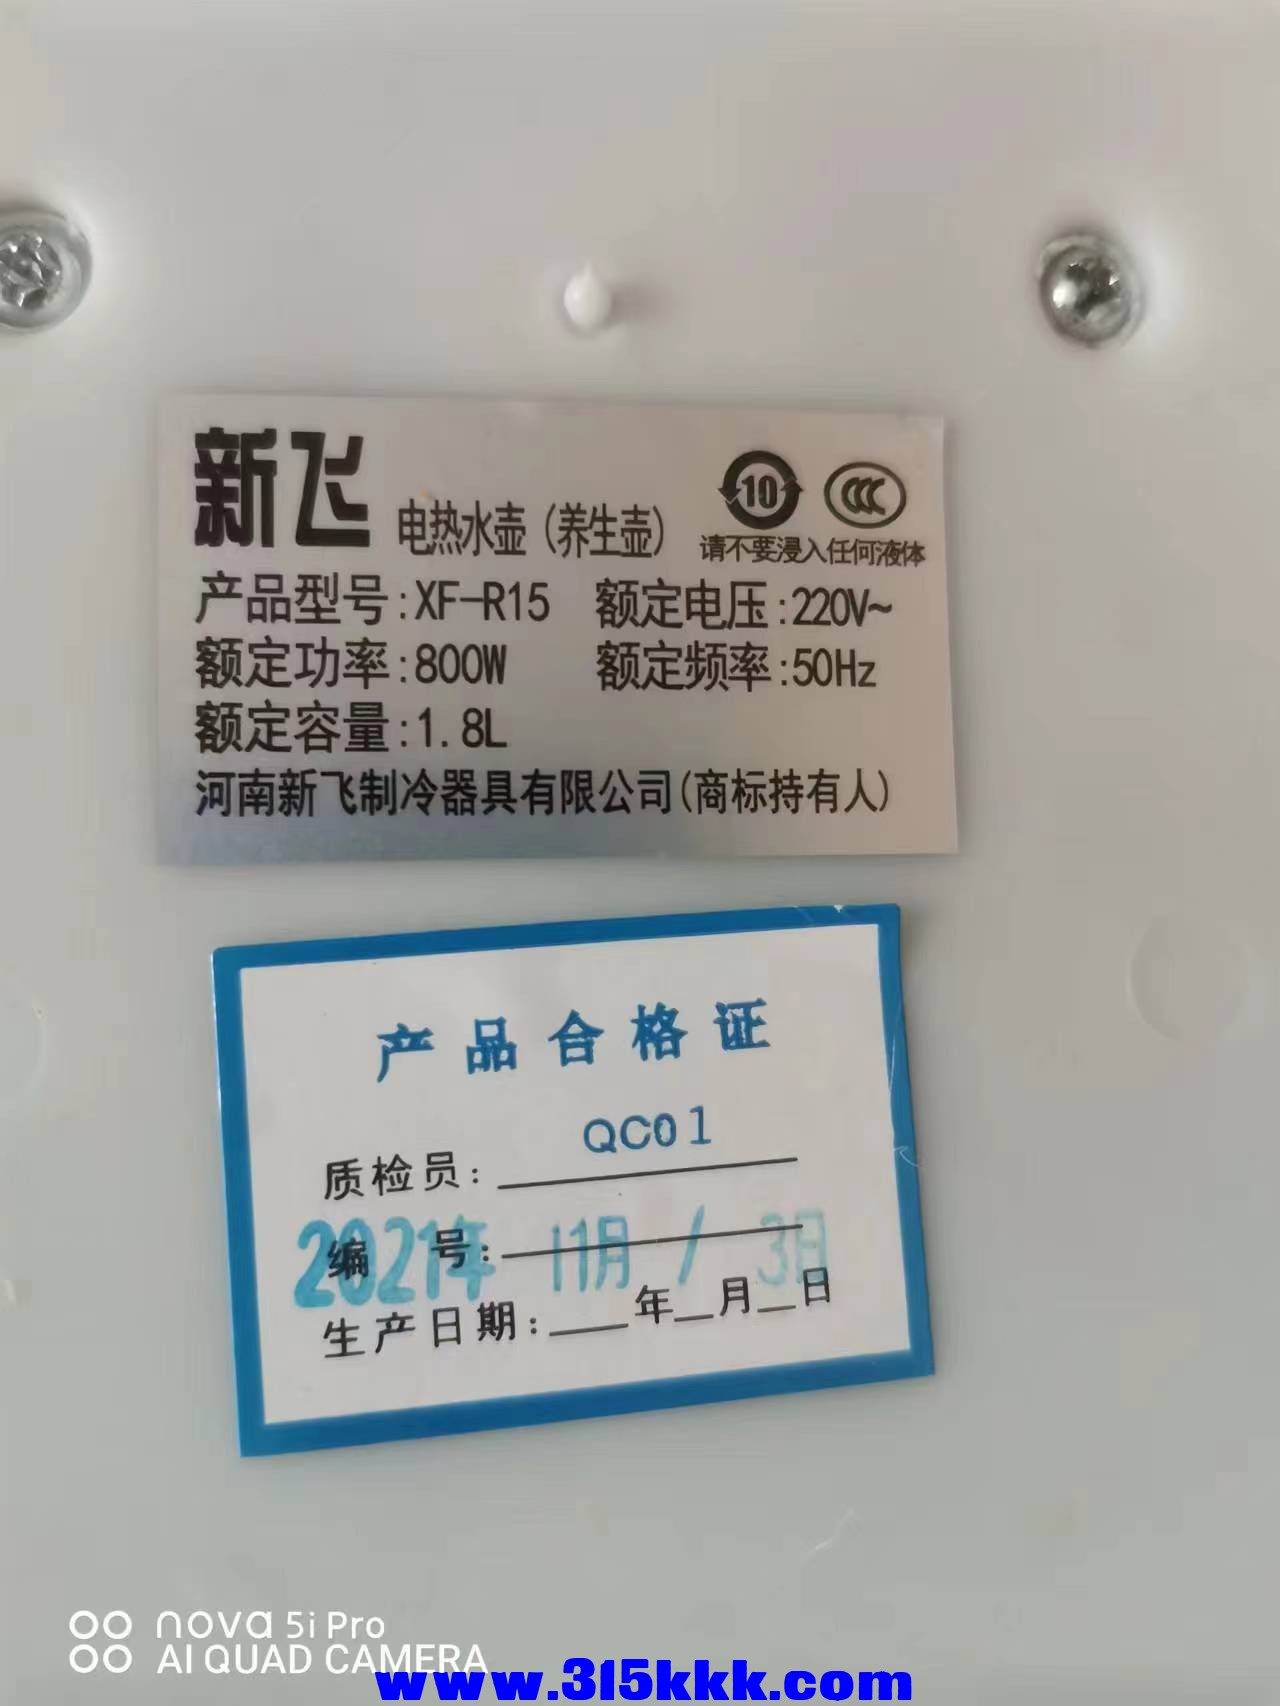 新飞 电热水壶（养生壶） 10 CCC
请不要浸入任何液体
产品型号:XF-R15 额定电压:220V~
额定功率:800W 额定频率:50Hz
额定容量:1.8L
河南新飞制冷器具有限公司(商标持有人)
产品合格证
质检员: QC01
编 号:
2021年 11月 / 3日
生产日期: 年 月 日
nova 5i Pro
AI QUAD CAMERA
www.315kkk.com